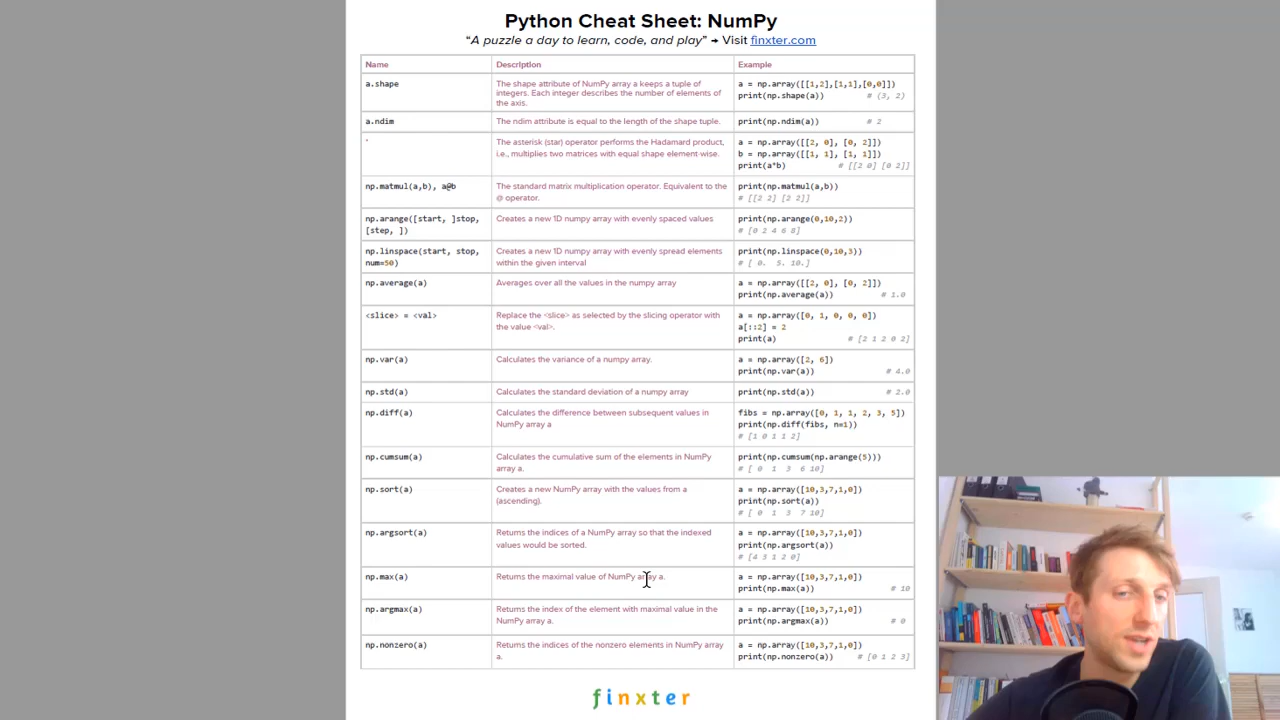 Python Cheat Sheet: NumPy
“A puzzle a day to learn, code, and play” → Visit finxter.com
Name Description Example
a.shape
The shape attribute of NumPy array a keeps a tuple of
integers. Each integer describes the number of elements of
the axis.
a = np.array([[1,2],[1,1],[0,0]])
print(np.shape(a)) # (3, 2)
a.ndim
The ndim attribute is equal to the length of the shape tuple.
print(np.ndim(a)) # 2
*
The asterisk (star) operator performs the Hadamard product,
i.e., multiplies two matrices with equal shape element-wise.
a = np.array([[2, 0], [0, 2]])
b = np.array([[1, 1], [1, 1]])
print(a*b) # [[2 0] [0 2]]
np.matmul(a,b), a@b
The standard matrix multiplication operator. Equivalent to the
@ operator.
print(np.matmul(a,b))
# [[2 2] [2 2]]
np.arange([start, ]stop,
[step, ])
Creates a new 1D numpy array with evenly spaced values
print(np.arange(0,10,2))
# [0 2 4 6 8]
np.linspace(start, stop,
num=50)
Creates a new 1D numpy array with evenly spread elements
within the given interval
print(np.linspace(0,10,3))
# [ 0. 5. 10.]
np.average(a)
Averages over all the values in the numpy array
a = np.array([[2, 0], [0, 2]])
print(np.average(a)) # 1.0
<slice> = <val>
Replace the <slice> as selected by the slicing operator with
the value <val>.
a = np.array([0, 1, 0, 0, 0])
a[::2] = 2
print(a) # [2 1 2 0 2]
np.var(a)
Calculates the variance of a numpy array.
a = np.array([2, 6])
print(np.var(a)) # 4.0
np.std(a)
Calculates the standard deviation of a numpy array
print(np.std(a)) # 2.0
np.diff(a)
Calculates the difference between subsequent values in
NumPy array a
fibs = np.array([0, 1, 1, 2, 3, 5])
print(np.diff(fibs, n=1))
# [1 0 1 1 2]
np.cumsum(a)
Calculates the cumulative sum of the elements in NumPy
array a.
print(np.cumsum(np.arange(5)))
# [ 0 1 3 6 10]
np.sort(a)
Creates a new NumPy array with the values from a
(ascending).
a = np.array([10,3,7,1,0])
print(np.sort(a))
# [ 0 1 3 7 10]
np.argsort(a)
Returns the indices of a NumPy array so that the indexed
values would be sorted.
a = np.array([10,3,7,1,0])
print(np.argsort(a))
# [4 3 1 2 0]
np.max(a)
Returns the maximal value of NumPy array a.
a = np.array([10,3,7,1,0])
print(np.max(a)) # 10
np.argmax(a)
Returns the index of the element with maximal value in the
NumPy array a.
a = np.array([10,3,7,1,0])
print(np.argmax(a)) # 0
np.nonzero(a)
Returns the indices of the nonzero elements in NumPy array
a.
a = np.array([10,3,7,1,0])
print(np.nonzero(a)) # [0 1 2 3]
finxter